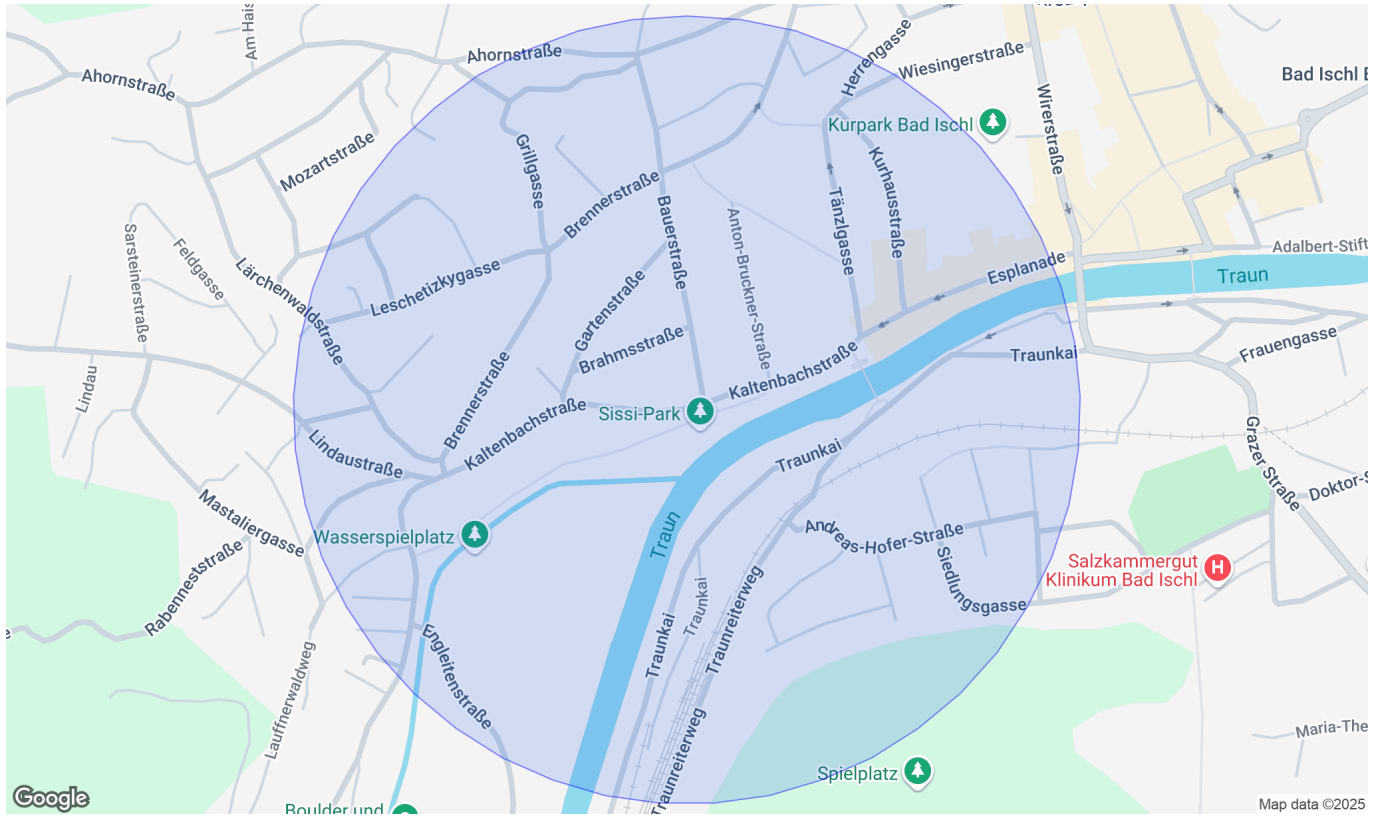 Am Hais
Ahornstraße
Herrengasse
Wiesingerstraße
Ahornstraße
Bad Ischl B
Wirerstraße
Kurpark Bad Ischl
Mozartstraße
Grillgasse
Kurhausstraße
Brennerstraße
Tänzlgasse
Bauerstraße
Anton-Bruckner-Straße
Sarsteinerstraße
Feldgasse
Lärchenwaldstraße
Leschetizkygasse
Esplanade
Adalbert-Stift
Traun
Gartenstraße
Brahmsstraße
Traunkai
Frauengasse
Lindau
Brennerstraße
Kaltenbachstraße
Sissi-Park
Kaltenbachstraße
Lindaustraße
Traunkai
Grazer Straße
Doktor-S
Mastaliergasse
Wasserspielplatz
Traun
Andreas-Hofer-Straße
Siedlungsgasse
Salzkammergut
Klinikum Bad Ischl
H
Rabenneststraße
Traunkai
Traunreiterweg
Engleitenstraße
Traunkai
Lauffnerwaldweg
Traunreiterweg
Maria-The
Spielplatz
Google
Boulder und
Map data ©2025